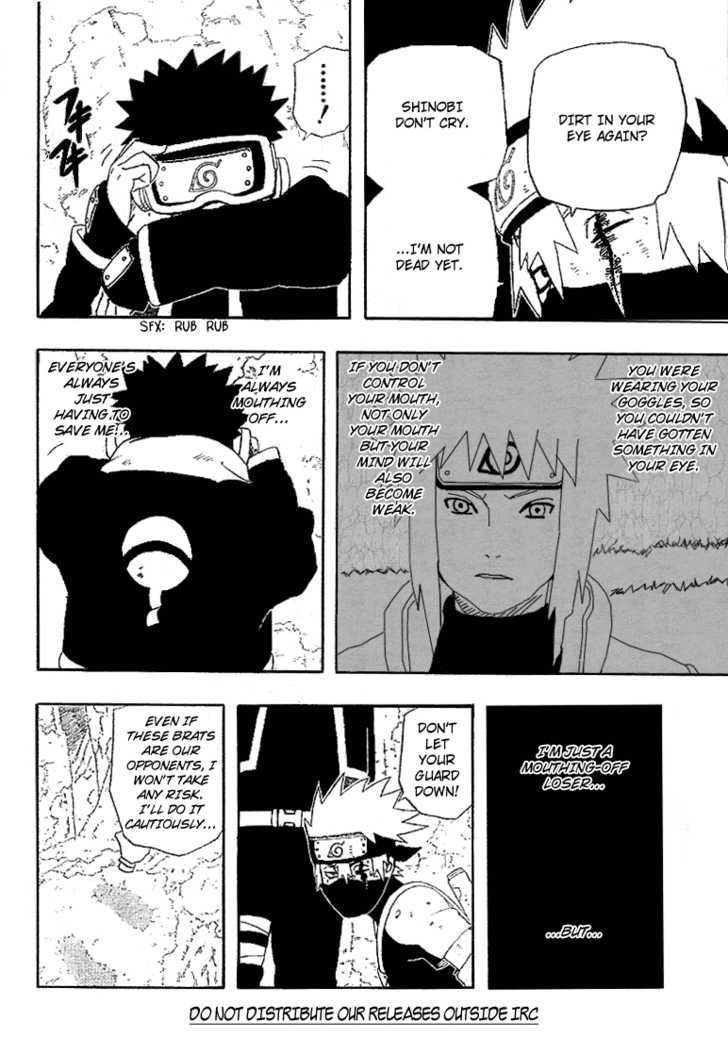 DIRT IN YOUR
EYE AGAIN?
SHINOBI
DON'T CRY.
...I'M NOT
DEAD YET.
......!
フキ
フキ
SFX: RUB RUB
YOU WERE
WEARING YOUR
GOGGLES, SO
YOU COULDN'T
HAVE GOTTEN
SOMETHING IN
YOUR EYE.
IF YOU DON'T
CONTROL
YOUR MOUTH,
NOT ONLY
YOUR MOUTH
BUT YOUR
MIND WILL
ALSO
BECOME
WEAK.
I'M
ALWAYS
MOUTHING
OFF...
EVERYONE'S
ALWAYS
JUST
HAVING TO
SAVE ME!..
I'M JUST A
MOUTHING-OFF
LOSER...
...BUT...
DON'T
LET
YOUR
GUARD
DOWN!
EVEN IF
THESE BRATS
ARE OUR
OPPONENTS, I
WON'T TAKE
ANY RISK.
I'LL DO IT
CAUTIOUSLY...
DO NOT DISTRIBUTE OUR RELEASES OUTSIDE IRC